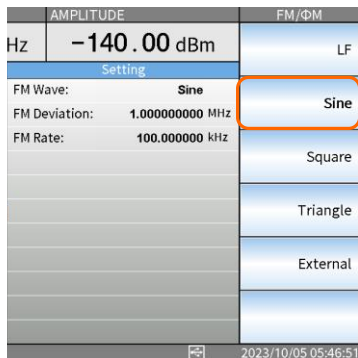 AMPLITUDE FM/ΦM
Hz -140.00 dBm
LF
Setting
FM Wave: Sine
Sine
FM Deviation: 1.000000000 MHz
FM Rate: 100.000000 kHz
Square
Triangle
External
2023/10/05 05:46:51